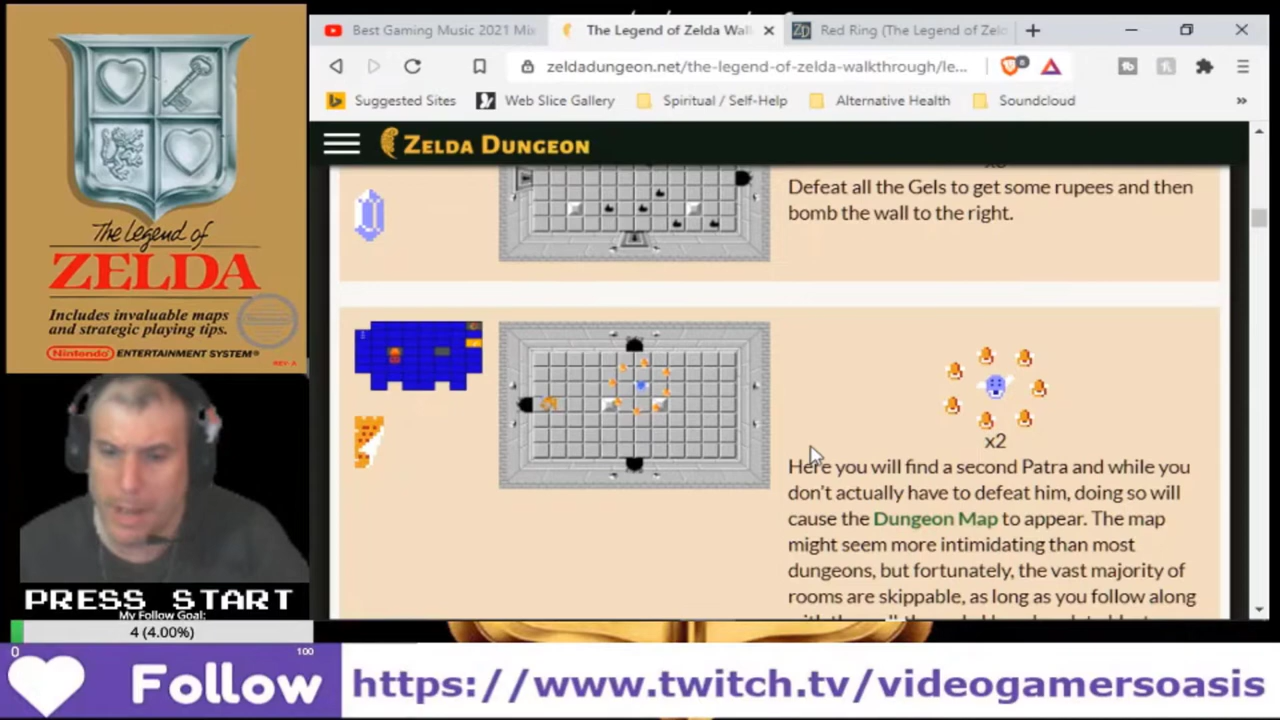 The Legend of
ZELDA
Includes invaluable maps
and strategic playing tips.
Nintendo ENTERTAINMENT SYSTEM®
REV-A
PRESS START
My Follow Goal:
4 (4.00%)
0 100
Follow
https://www.twitch.tv/videogamersoasis
Best Gaming Music 2021 Mix
The Legend of Zelda Wal
Red Ring (The Legend of Zeld
zeldadungeon.net/the-legend-of-zelda-walkthrough/le...
Suggested Sites
Web Slice Gallery
Spiritual / Self-Help
Alternative Health
Soundcloud
ZELDA DUNGEON
Defeat all the Gels to get some rupees and then
bomb the wall to the right.
x2
Here you will find a second Patra and while you
don't actually have to defeat him, doing so will
cause the Dungeon Map to appear. The map
might seem more intimidating than most
dungeons, but fortunately, the vast majority of
rooms are skippable, as long as you follow along